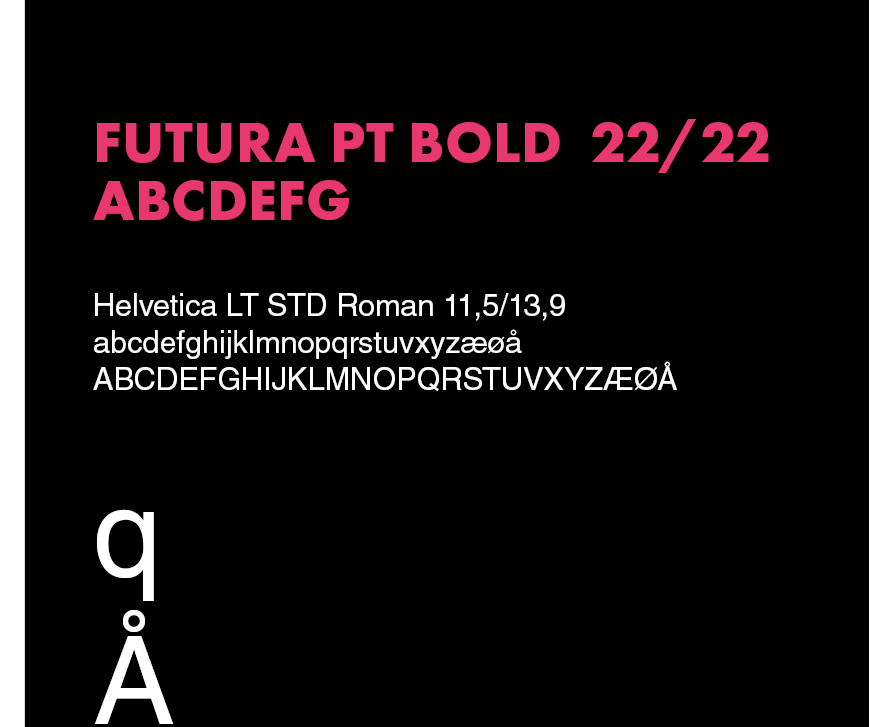 FUTURA PT BOLD  22/22
ABCDEFG
Helvetica LT STD Roman 11,5/13,9
abcdefghijklmnopqrstuvxyzæøå
ABCDEFGHIJKLMNOPQRSTUVXYZÆØÅ
q
Å